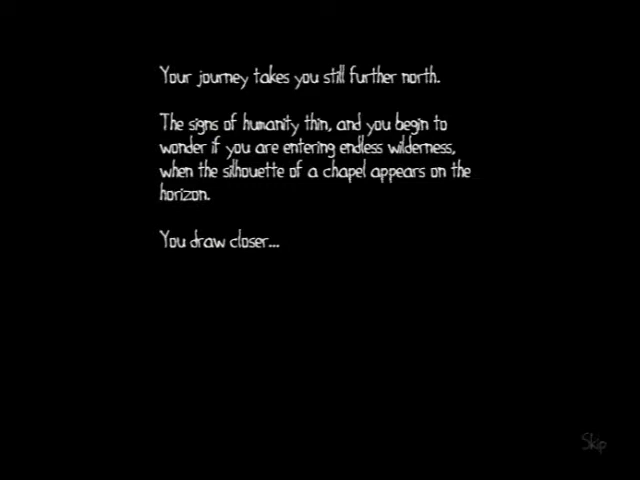 Your journey takes you still further north.
The signs of humanity thin, and you begin to
wonder if you are entering endless wilderness,
when the silhouette of a chapel appears on the
horizon.
You draw closer...
Skip